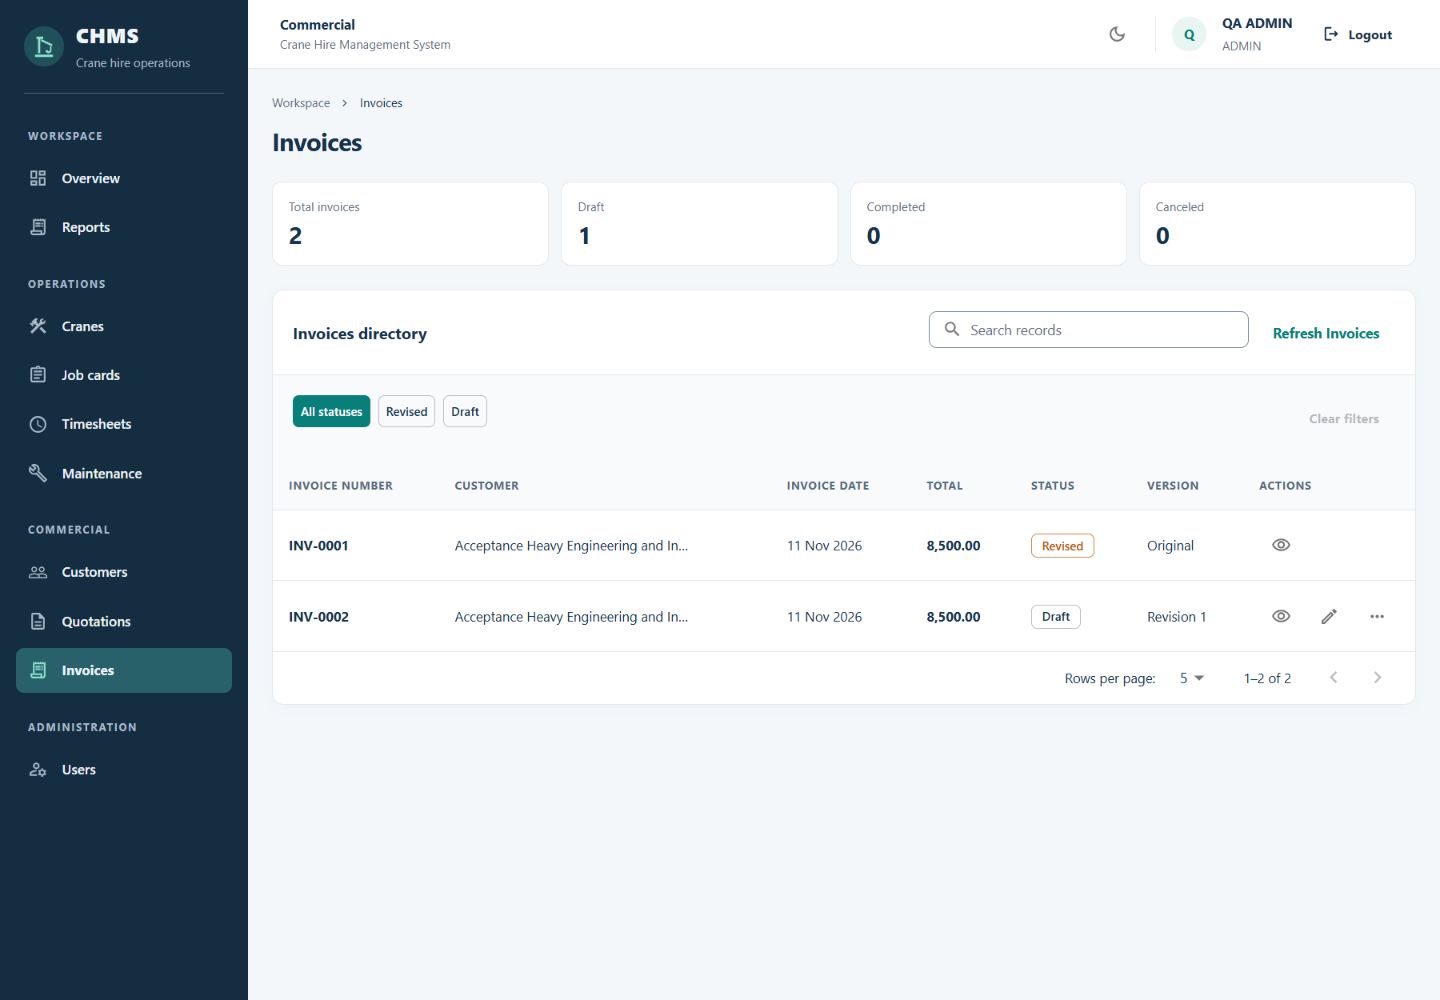 CHMS
Crane hire operations
WORKSPACE
Overview
Reports
OPERATIONS
Cranes
Job cards
Timesheets
Maintenance
COMMERCIAL
Customers
Quotations
Invoices
ADMINISTRATION
Users
Commercial
Crane Hire Management System
Q
QA ADMIN
ADMIN
Logout
Workspace > Invoices
Invoices
Total invoices
2
Draft
1
Completed
0
Canceled
0
Invoices directory
Search records
Refresh Invoices
All statuses Revised Draft
Clear filters
INVOICE NUMBER CUSTOMER INVOICE DATE TOTAL STATUS VERSION ACTIONS
INV-0001 Acceptance Heavy Engineering and In... 11 Nov 2026 8,500.00 Revised Original
INV-0002 Acceptance Heavy Engineering and In... 11 Nov 2026 8,500.00 Draft Revision 1
Rows per page: 5 1–2 of 2